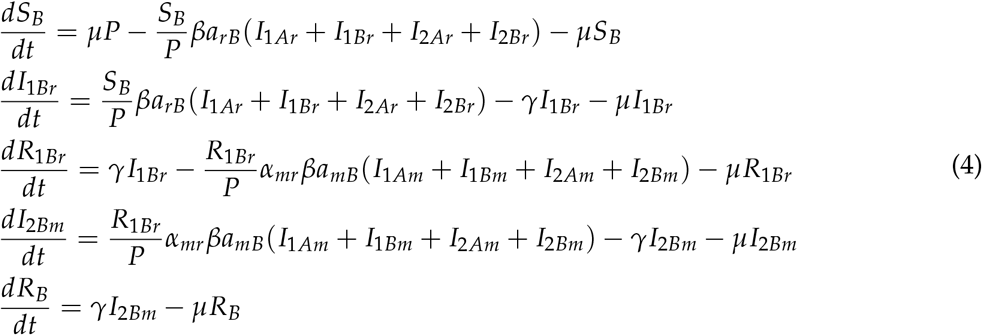 dS_B/dt = μP − S_B/P βa_{rB}(I_{1Ar} + I_{1Br} + I_{2Ar} + I_{2Br}) − μS_B
dI_{1Br}/dt = S_B/P βa_{rB}(I_{1Ar} + I_{1Br} + I_{2Ar} + I_{2Br}) − γI_{1Br} − μI_{1Br}
dR_{1Br}/dt = γI_{1Br} − R_{1Br}/P α_{mr}βa_{mB}(I_{1Am} + I_{1Bm} + I_{2Am} + I_{2Bm}) − μR_{1Br} (4)
dI_{2Bm}/dt = R_{1Br}/P α_{mr}βa_{mB}(I_{1Am} + I_{1Bm} + I_{2Am} + I_{2Bm}) − γI_{2Bm} − μI_{2Bm}
dR_B/dt = γI_{2Bm} − μR_B